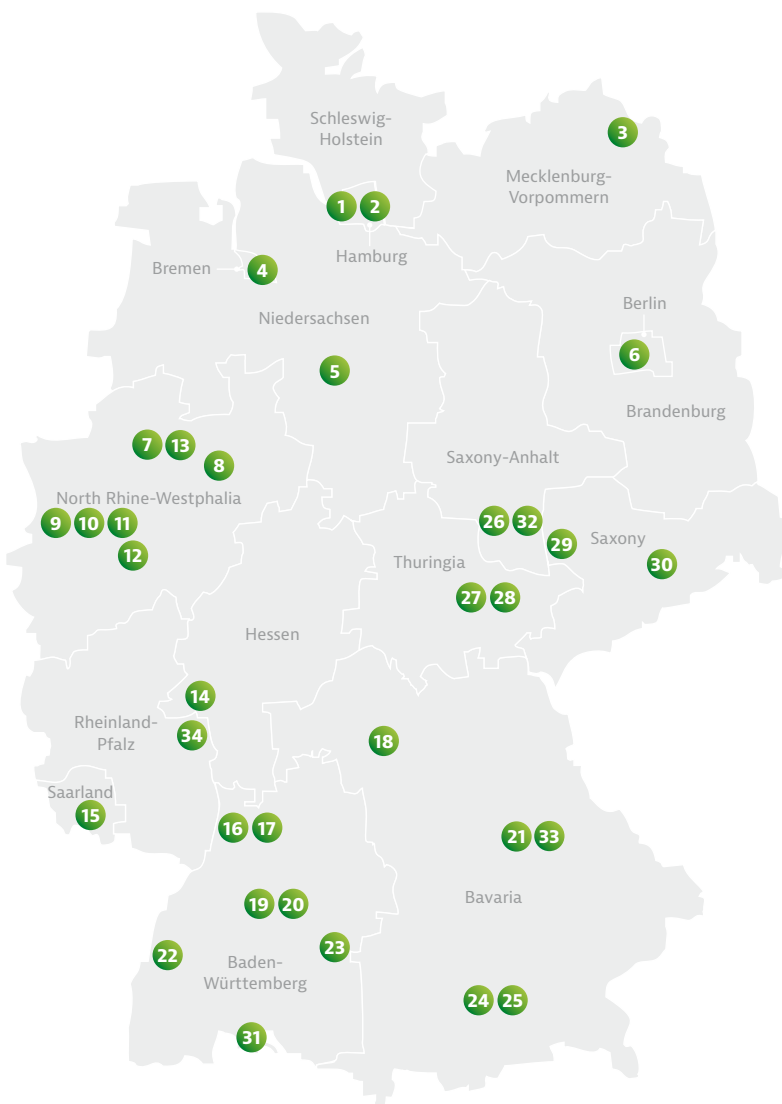 Schleswig-
Holstein
3
Mecklenburg-
Vorpommern
1 2
Hamburg
Bremen 4
Niedersachsen
Berlin
6
5
Brandenburg
7 13
8
Saxony-Anhalt
North Rhine-Westphalia
9 10 11
12
26 32
29
Saxony
30
Thuringia
27 28
Hessen
14
Rheinland-
Pfalz
34
18
Saarland
15
16 17
21 33
Bavaria
19 20
22
23
Baden-
Württemberg
24 25
31